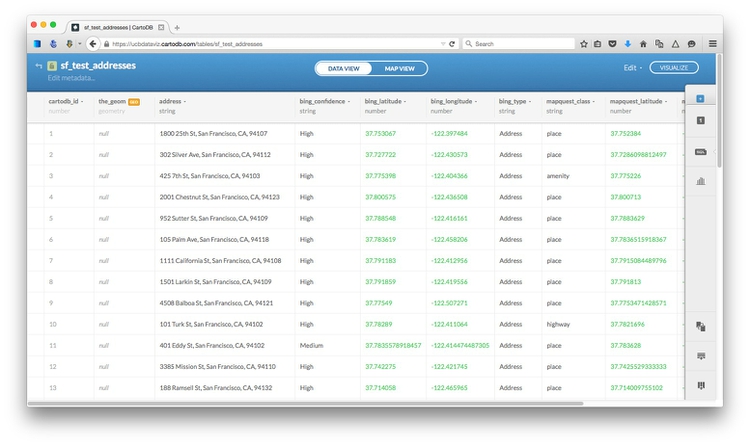 sf_test_addresses | CartoDB
https://ucbdataviz.cartodb.com/tables/sf_test_addresses
Search
sf_test_addresses
Edit metadata...
DATA VIEW MAP VIEW
Edit
VISUALIZE
cartodb_id the_geom GEO address bing_confidence bing_latitude bing_longitude bing_type mapquest_class mapquest_latitude
number geometry string string number number string string number
1 null 1800 25th St, San Francisco, CA, 94107 High 37.753067 -122.397484 Address place 37.752384
2 null 302 Silver Ave, San Francisco, CA, 94112 High 37.727722 -122.430573 Address place 37.7286098812497
3 null 425 7th St, San Francisco, CA, 94103 High 37.775398 -122.404366 Address amenity 37.775226
4 null 2001 Chestnut St, San Francisco, CA, 94123 High 37.800575 -122.436508 Address place 37.800713
5 null 952 Sutter St, San Francisco, CA, 94109 High 37.788548 -122.416161 Address place 37.7883629
6 null 105 Palm Ave, San Francisco, CA, 94118 High 37.783619 -122.458206 Address place 37.7836515918367
7 null 1111 California St, San Francisco, CA, 94108 High 37.791183 -122.412956 Address place 37.7915084489796
8 null 1501 Larkin St, San Francisco, CA, 94109 High 37.791859 -122.419556 Address place 37.791813
9 null 4508 Balboa St, San Francisco, CA, 94121 High 37.77549 -122.507271 Address place 37.7753471428571
10 null 101 Turk St, San Francisco, CA, 94102 High 37.78289 -122.411064 Address highway 37.7821696
11 null 401 Eddy St, San Francisco, CA, 94102 Medium 37.7835578918457 -122.414474487305 Address place 37.783628
12 null 3385 Mission St, San Francisco, CA, 94110 High 37.742275 -122.421745 Address place 37.7425529333333
13 null 188 Ramsell St, San Francisco, CA, 94132 High 37.714058 -122.465965 Address place 37.714009755102